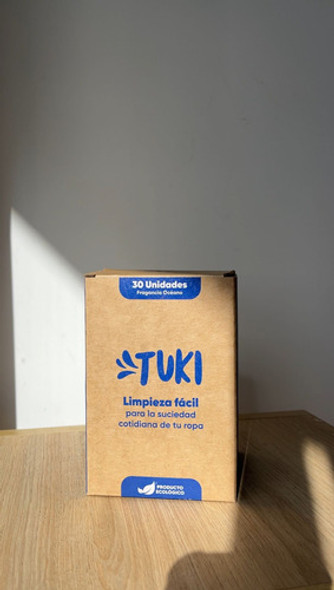 30 Unidades
Fragancia Océano
TUKI
Limpieza fácil
para la suciedad
cotidiana de tu ropa
PRODUCTO
ECOLÓGICO